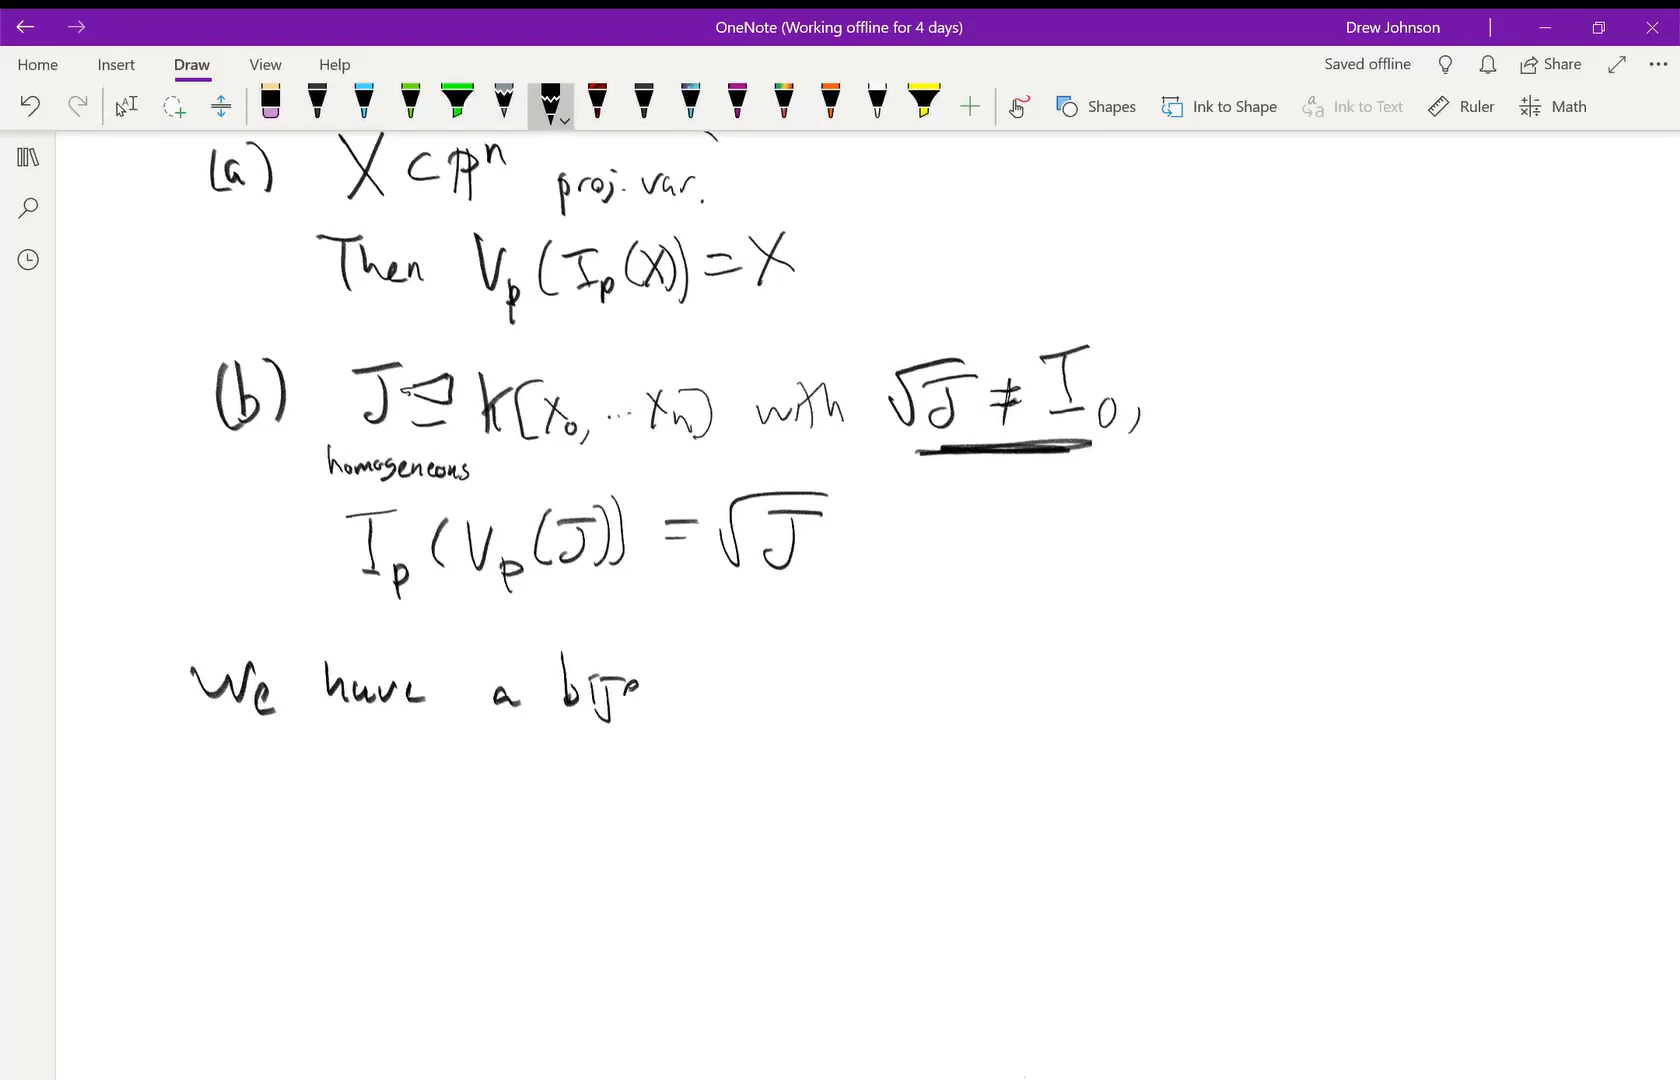 OneNote (Working offline for 4 days)
Drew Johnson
Home Insert Draw View Help
Saved offline Share
Shapes Ink to Shape Ink to Text Ruler Math
(a) X ⊂ ℙⁿ proj. var.
Then V_p (I_p (X)) = X
(b) J ⊴ K[x₀, ... xₙ] with √J ≠ I₀,
homogeneous
I_p (V_p (J)) = √J
We have a bije